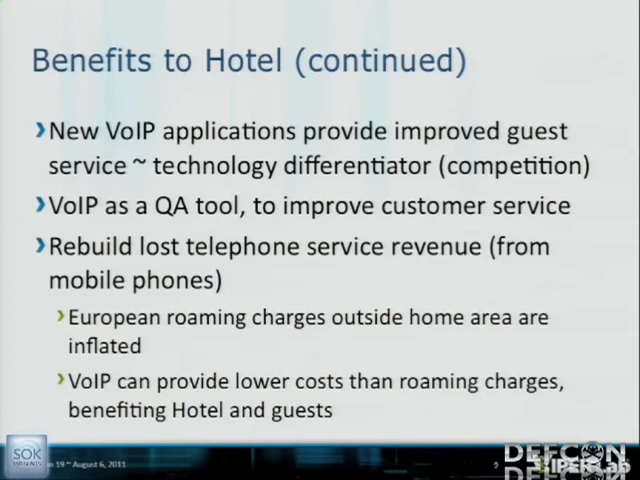 Benefits to Hotel (continued)
New VoIP applications provide improved guest
service ~ technology differentiator (competition)
VoIP as a QA tool, to improve customer service
Rebuild lost telephone service revenue (from
mobile phones)
European roaming charges outside home area are
inflated
VoIP can provide lower costs than roaming charges,
benefiting Hotel and guests
SOK
19 ~ August 6, 2011
9
DEFCON